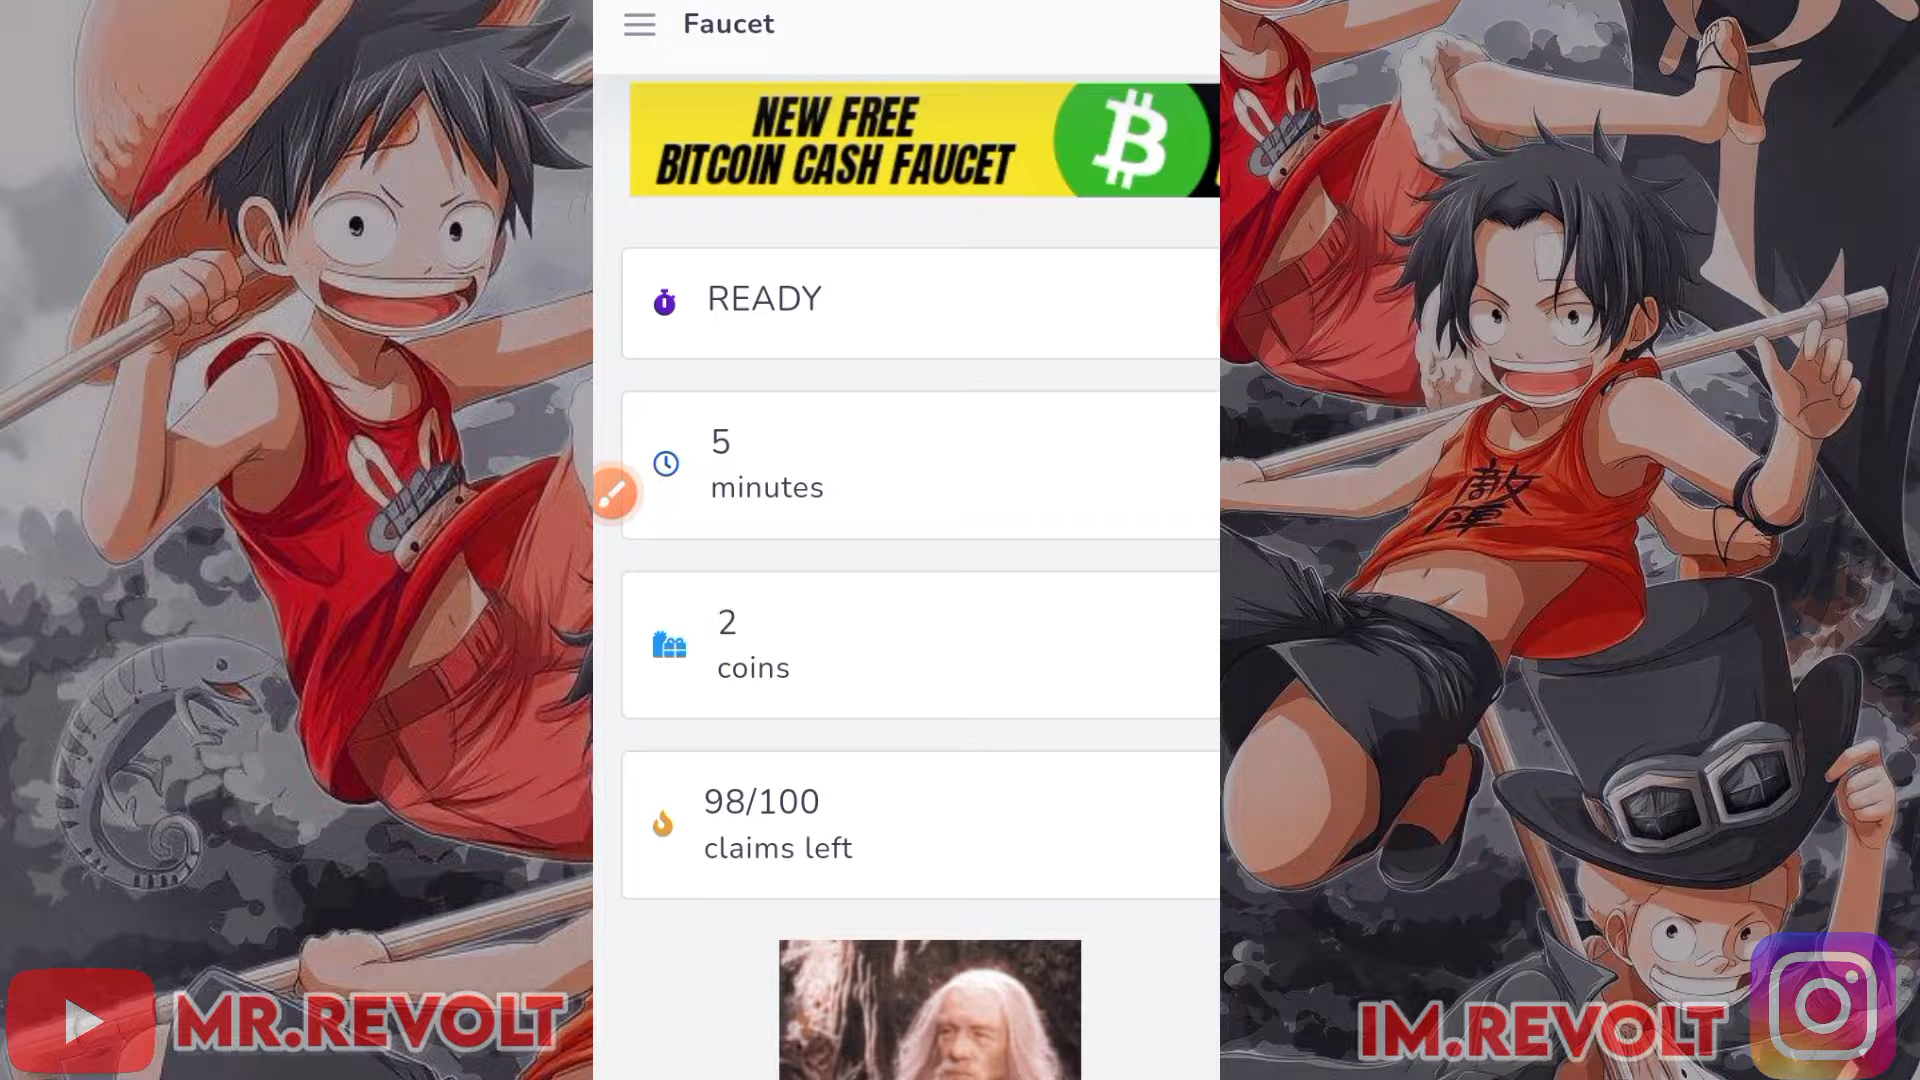 Faucet
NEW FREE
BITCOIN CASH FAUCET
READY
5
minutes
2
coins
98/100
claims left
MR.REVOLT
IM.REVOLT